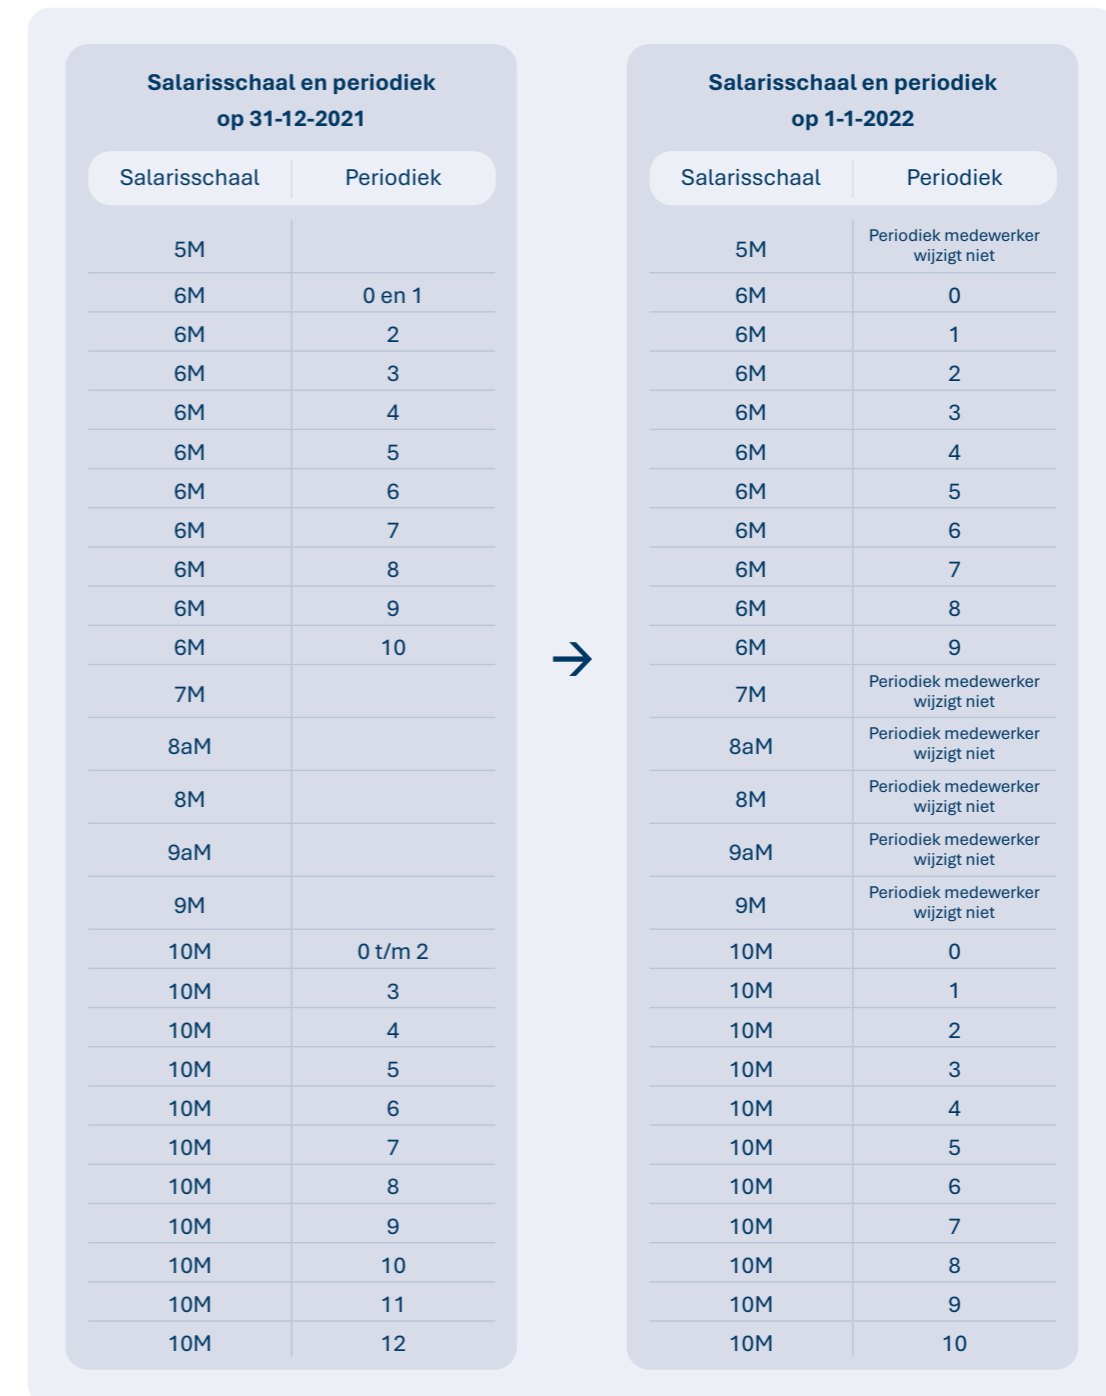 Salarisschaal en periodiek
op 31-12-2021
Salarisschaal Periodiek
5M
6M 0 en 1
6M 2
6M 3
6M 4
6M 5
6M 6
6M 7
6M 8
6M 9
6M 10
7M
8aM
8M
9aM
9M
10M 0 t/m 2
10M 3
10M 4
10M 5
10M 6
10M 7
10M 8
10M 9
10M 10
10M 11
10M 12
→
Salarisschaal en periodiek
op 1-1-2022
Salarisschaal Periodiek
5M Periodiek medewerker
wijzigt niet
6M 0
6M 1
6M 2
6M 3
6M 4
6M 5
6M 6
6M 7
6M 8
6M 9
7M Periodiek medewerker
wijzigt niet
8aM Periodiek medewerker
wijzigt niet
8M Periodiek medewerker
wijzigt niet
9aM Periodiek medewerker
wijzigt niet
9M Periodiek medewerker
wijzigt niet
10M 0
10M 1
10M 2
10M 3
10M 4
10M 5
10M 6
10M 7
10M 8
10M 9
10M 10